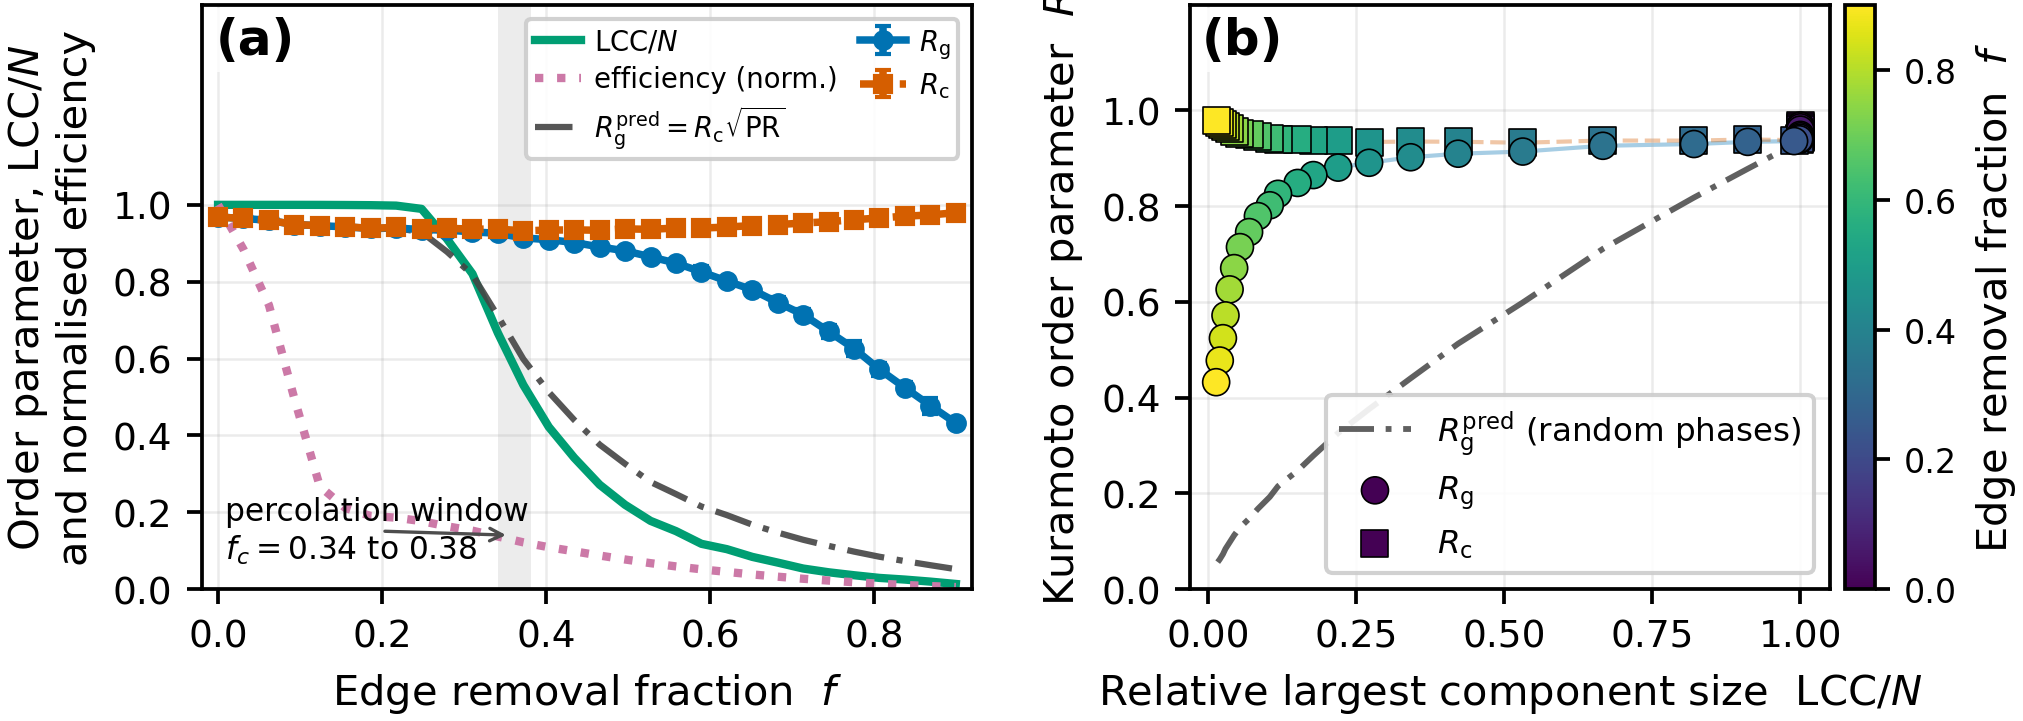 (a)
LCC/N
efficiency (norm.)
R_g^pred = R_c√PR
R_g
R_c
Order parameter, LCC/N
and normalised efficiency
1.0
0.8
0.6
0.4
0.2
0.0
percolation window
f_c = 0.34 to 0.38
0.0 0.2 0.4 0.6 0.8
Edge removal fraction f
(b)
Kuramoto order parameter R
1.0
0.8
0.6
0.4
0.2
0.0
R_g^pred (random phases)
R_g
R_c
0.00 0.25 0.50 0.75 1.00
Relative largest component size LCC/N
0.8
0.6
0.4
0.2
0.0
Edge removal fraction f